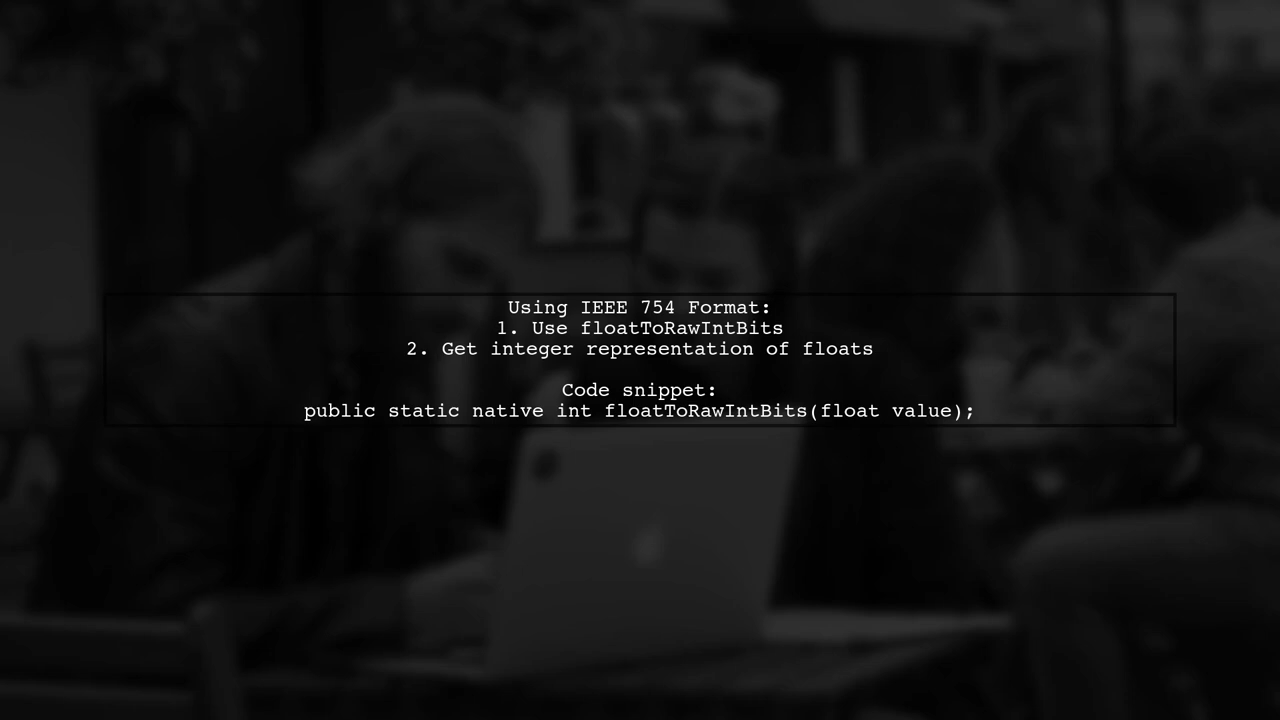 Using IEEE 754 Format:
1. Use floatToRawIntBits
2. Get integer representation of floats
Code snippet:
public static native int floatToRawIntBits(float value);